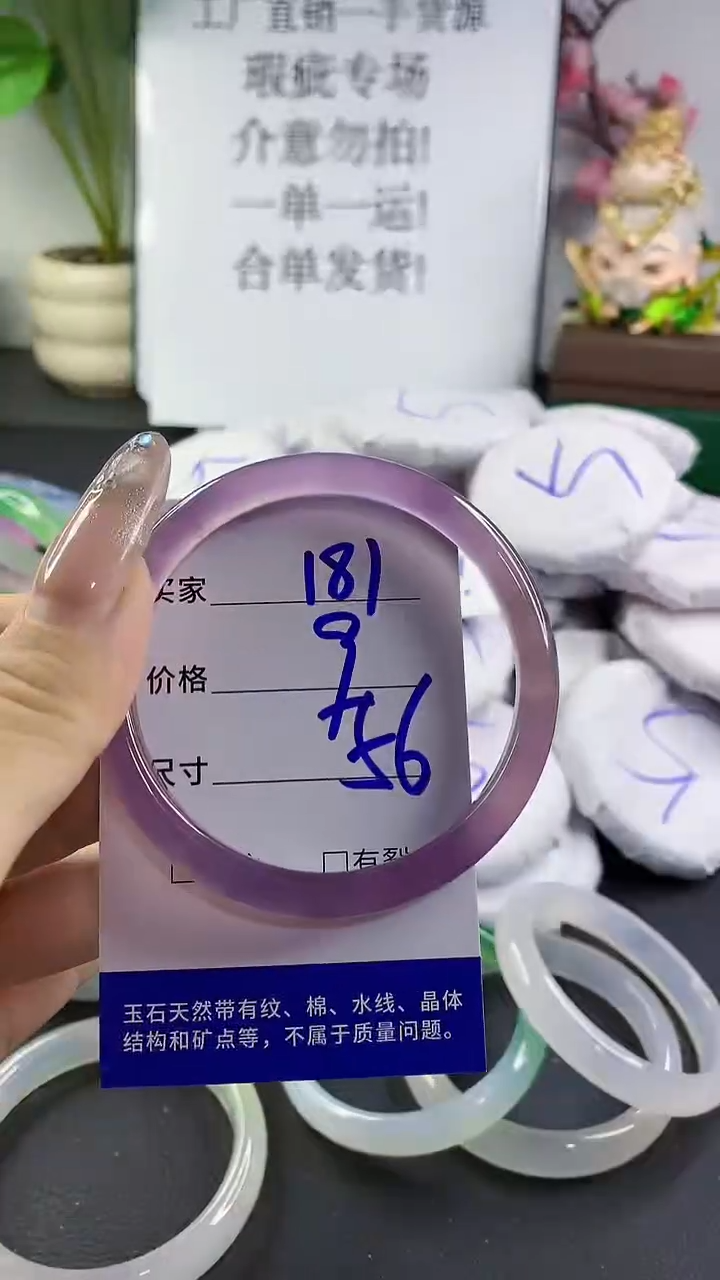 工厂直销一手货源
瑕疵专场
介意勿拍!
一单一运!
合单发货!
买家 181
价格 9
尺寸 56
□有裂
玉石天然带有纹、棉、水线、晶体
结构和矿点等，不属于质量问题。